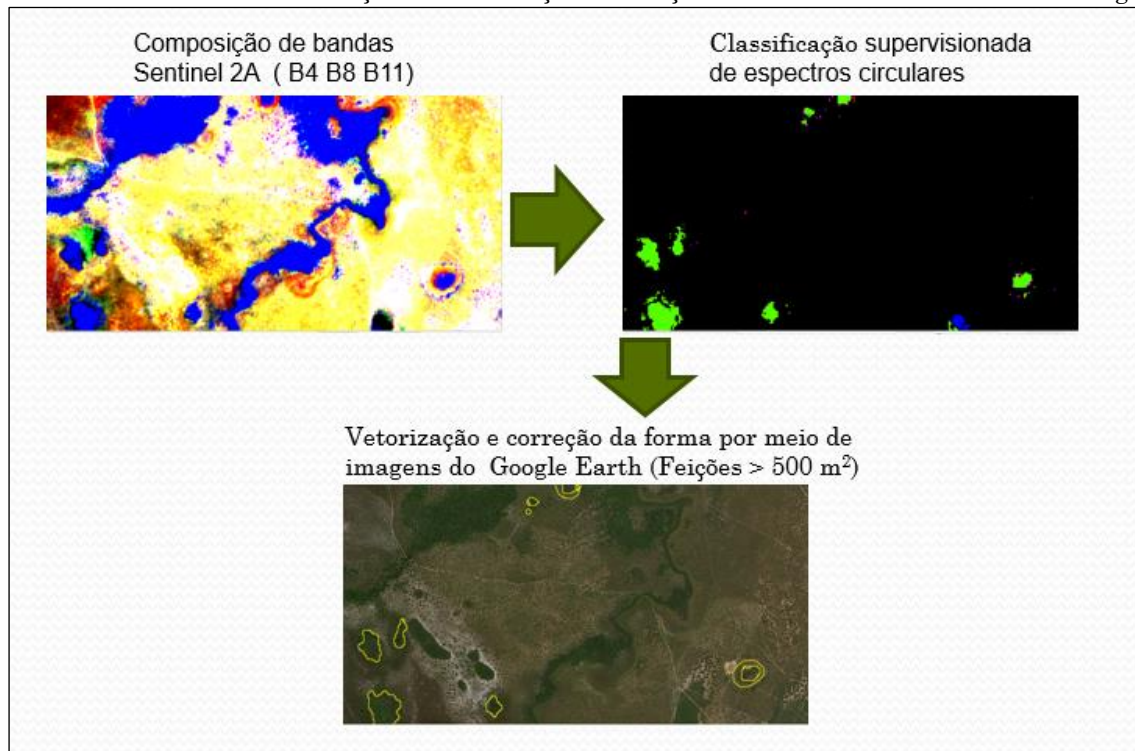 Composição de bandas
Sentinel 2A ( B4 B8 B11)
Classificação supervisionada
de espectros circulares
Vetorização e correção da forma por meio de
imagens do Google Earth (Feições > 500 m²)